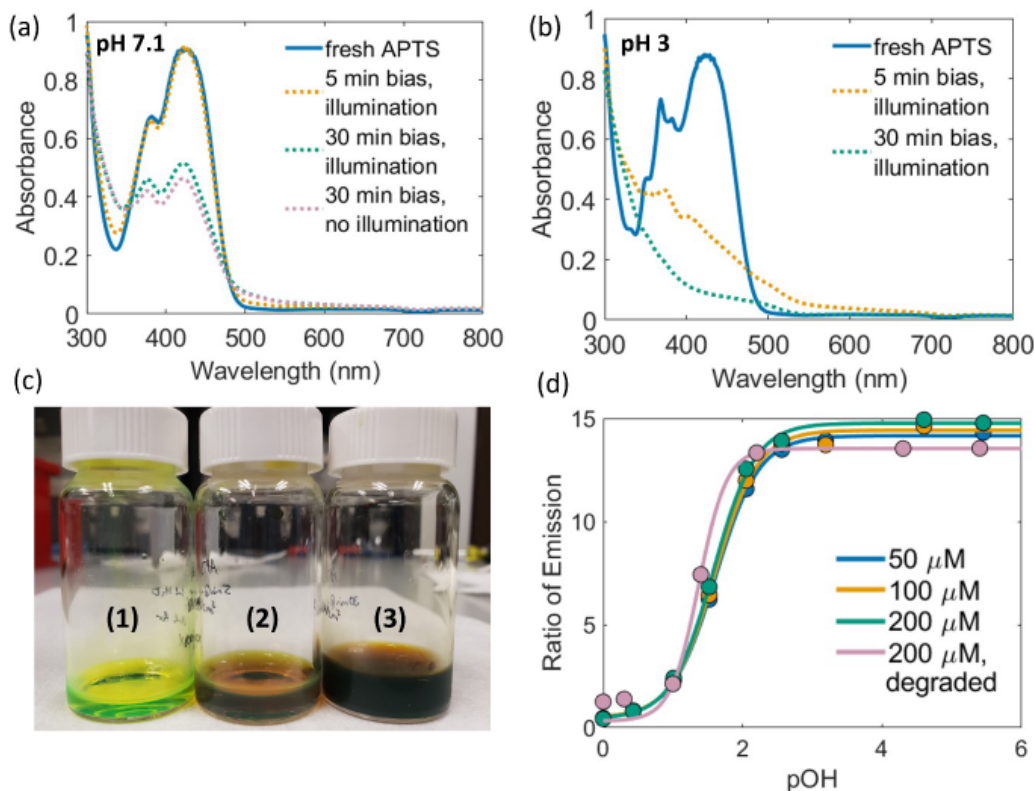 (a)
pH 7.1
fresh APTS
5 min bias,
illumination
30 min bias,
illumination
30 min bias,
no illumination
Absorbance
1
0.8
0.6
0.4
0.2
0
300 400 500 600 700 800
Wavelength (nm)
(b)
pH 3
fresh APTS
5 min bias,
illumination
30 min bias,
illumination
Absorbance
1
0.8
0.6
0.4
0.2
0
300 400 500 600 700 800
Wavelength (nm)
(c)
(1)
(2)
(3)
(d)
Ratio of Emission
15
10
5
0
0 2 4 6
pOH
50 μM
100 μM
200 μM
200 μM,
degraded